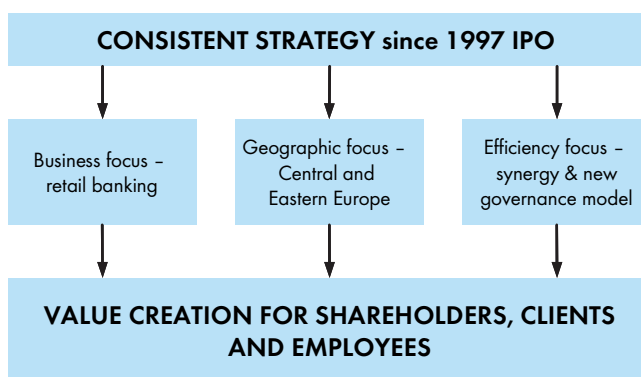 CONSISTENT STRATEGY since 1997 IPO
Business focus –
retail banking
Geographic focus –
Central and
Eastern Europe
Efficiency focus –
synergy & new
governance model
VALUE CREATION FOR SHAREHOLDERS, CLIENTS
AND EMPLOYEES